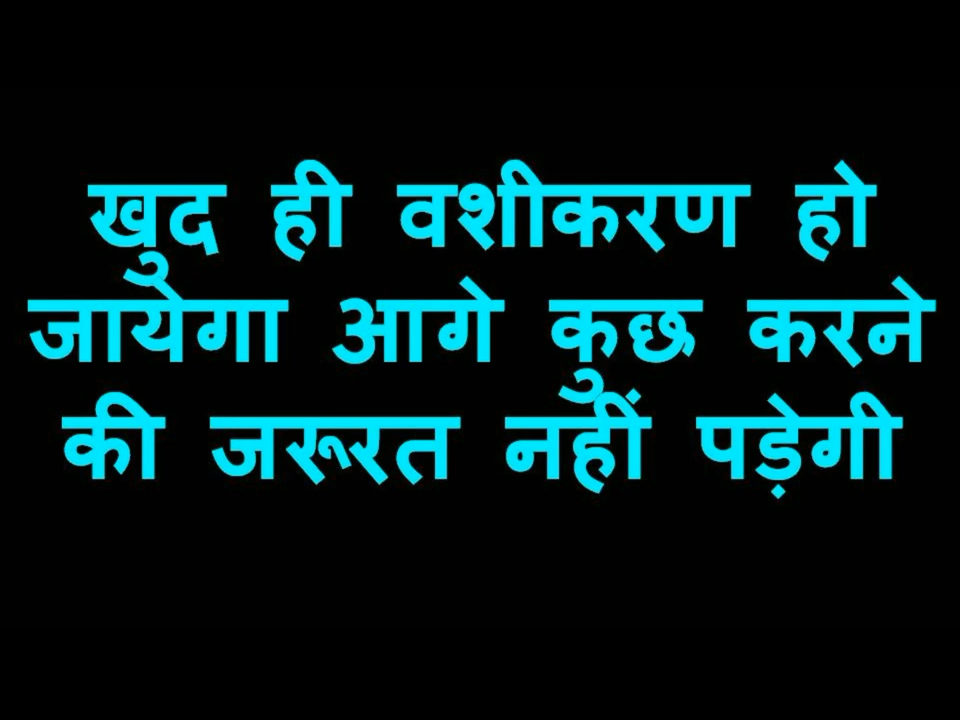 खुद ही वशीकरण हो
जायेगा आगे कुछ करने
की जरूरत नहीं पड़ेगी